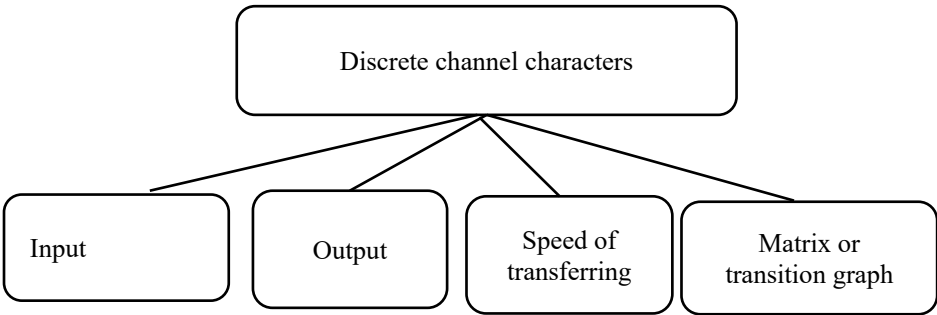 Discrete channel characters
Input
Output
Speed of
transferring
Matrix or
transition graph